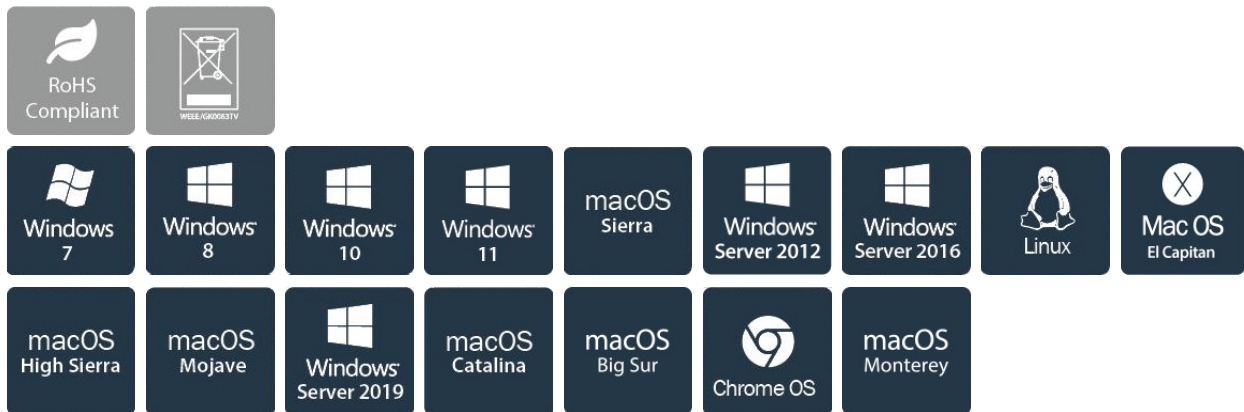 RoHS
Compliant
WEEE/GK0083TV
Windows
7
Windows
8
Windows
10
Windows
11
macOS
Sierra
Windows
Server 2012
Windows
Server 2016
Linux
X
Mac OS
El Capitan
macOS
High Sierra
macOS
Mojave
Windows
Server 2019
macOS
Catalina
macOS
Big Sur
Chrome OS
macOS
Monterey